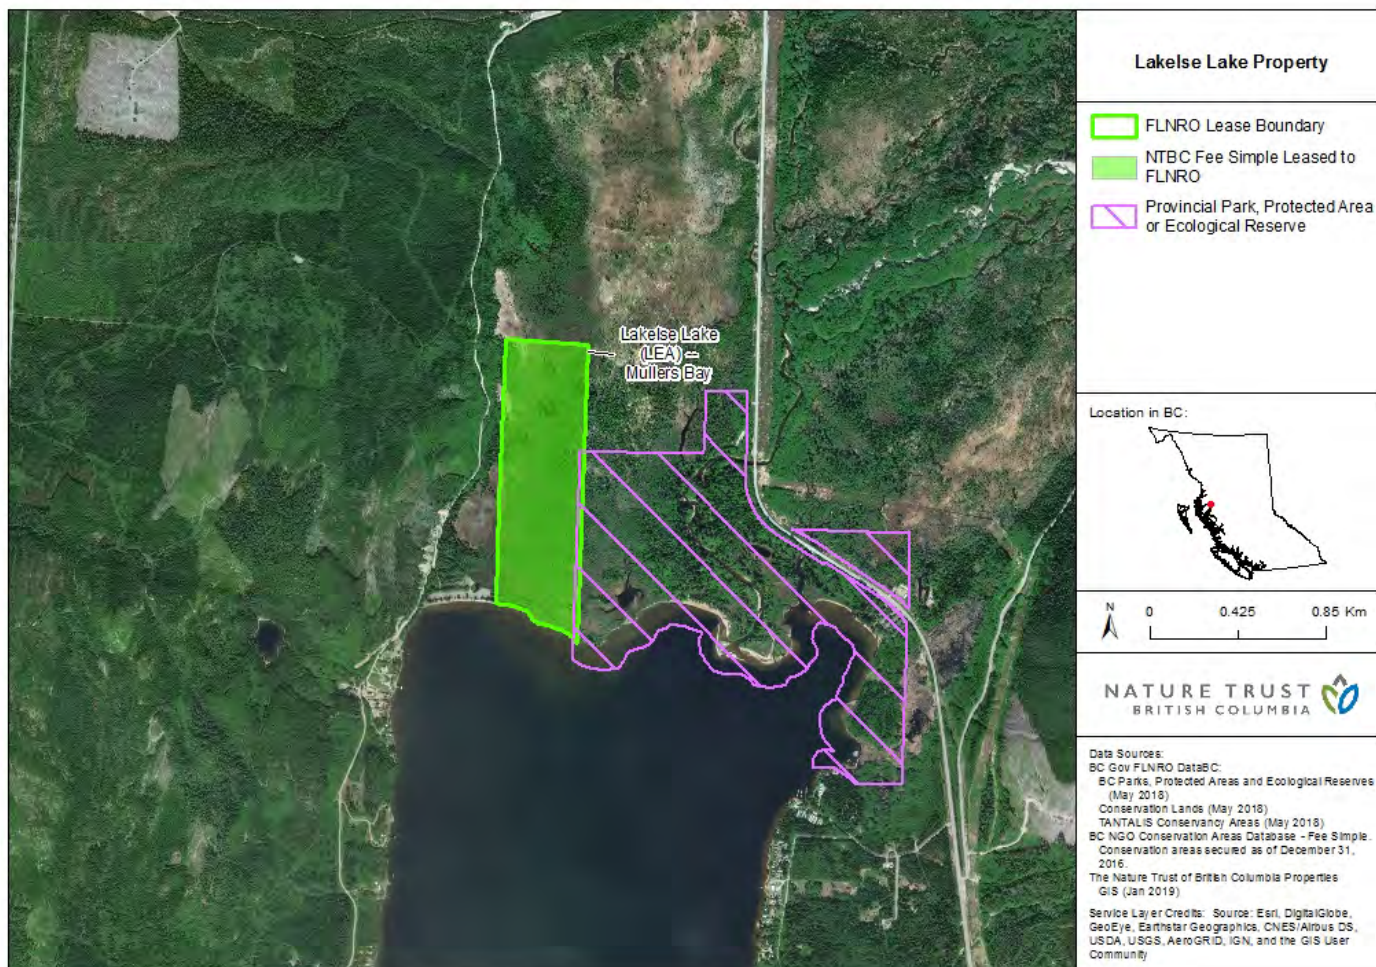 Lakelse Lake Property
FLNRO Lease Boundary
NTBC Fee Simple Leased to
FLNRO
Provincial Park, Protected Area
or Ecological Reserve
Lakelse Lake
(LEA) --
Mullers Bay
Location in BC:
N
0 0.425 0.85 Km
NATURE TRUST
BRITISH COLUMBIA
Data Sources:
BC Gov FLNRO DataBC:
BC Parks, Protected Areas and Ecological Reserves
(May 2018)
Conservation Lands (May 2018)
TANTALIS Conservancy Areas (May 2018)
BC NGO Conservation Areas Database - Fee Simple.
Conservation areas secured as of December 31,
2016.
The Nature Trust of British Columbia Properties
GIS (Jan 2019)
Service Layer Credits: Source: Esri, DigitalGlobe,
GeoEye, Earthstar Geographics, CNES/Airbus DS,
USDA, USGS, AeroGRID, IGN, and the GIS User
Community